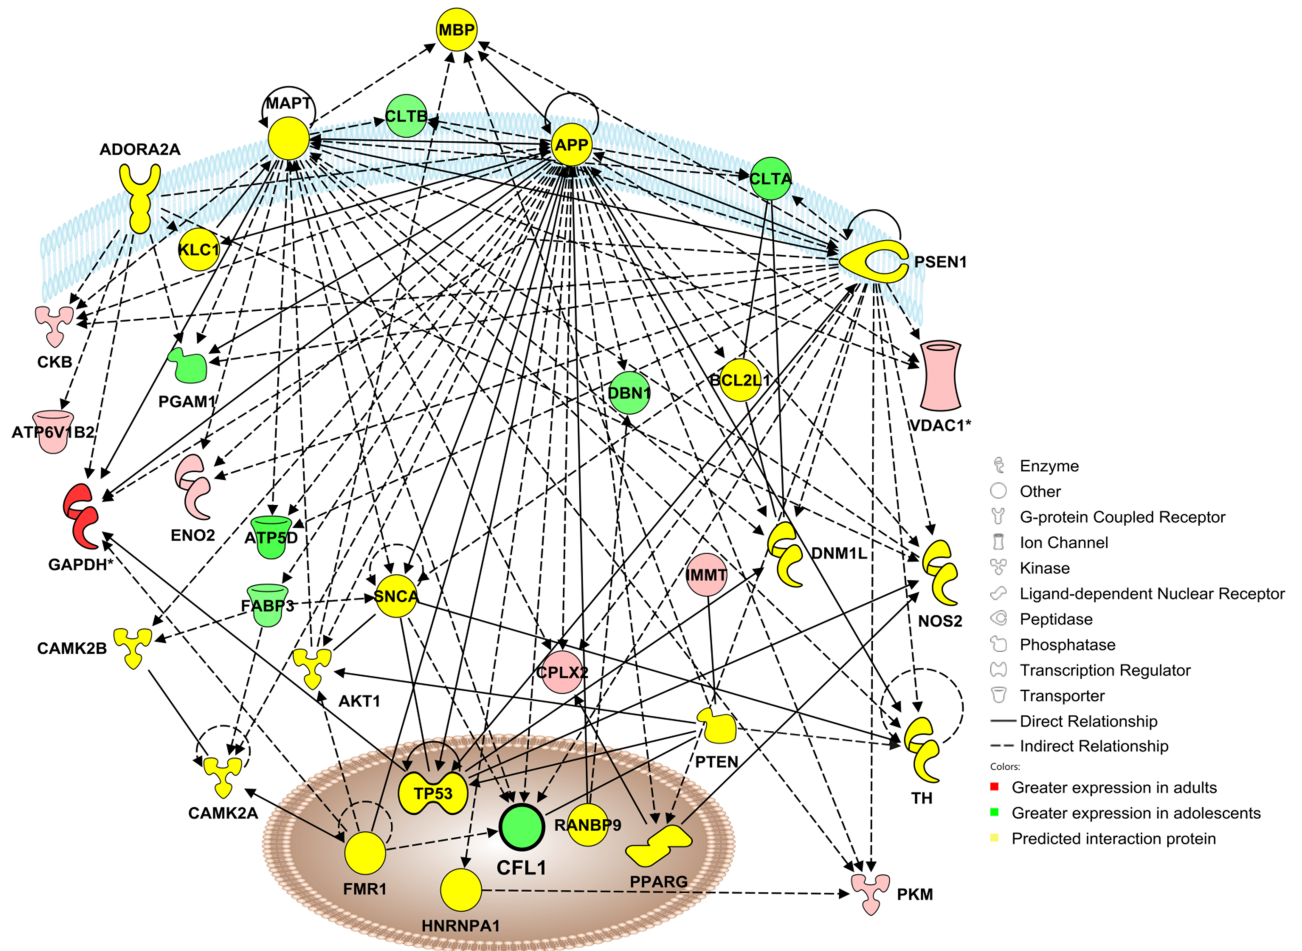 MBP
MAPT
CLTB
APP
ADORA2A
CLTA
KLC1
PSEN1
CKB
PGAM1
DBN1
BCL2L1
VDAC1*
ATP6V1B2
ENO2
ATP5D
GAPDH*
DNM1L
IMMT
NOS2
FABP3
SNCA
CAMK2B
AKT1
CPLX2
PTEN
TH
TP53
CAMK2A
CFL1
RANBP9
PPARG
FMR1
HNRNPA1
PKM
Enzyme
Other
G-protein Coupled Receptor
Ion Channel
Kinase
Ligand-dependent Nuclear Receptor
Peptidase
Phosphatase
Transcription Regulator
Transporter
Direct Relationship
Indirect Relationship
Colors:
Greater expression in adults
Greater expression in adolescents
Predicted interaction protein